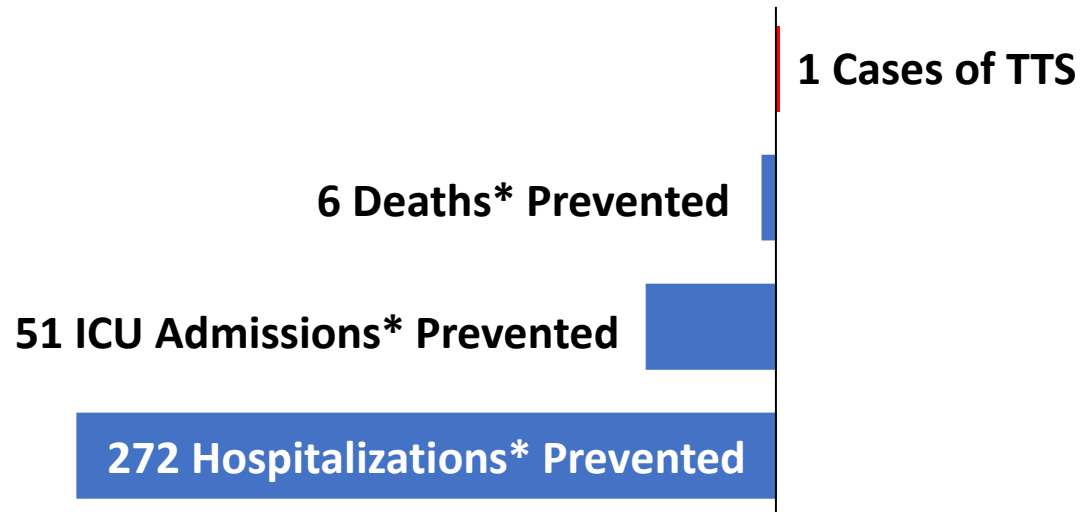 1 Cases of TTS
6 Deaths* Prevented
51 ICU Admissions* Prevented
272 Hospitalizations* Prevented